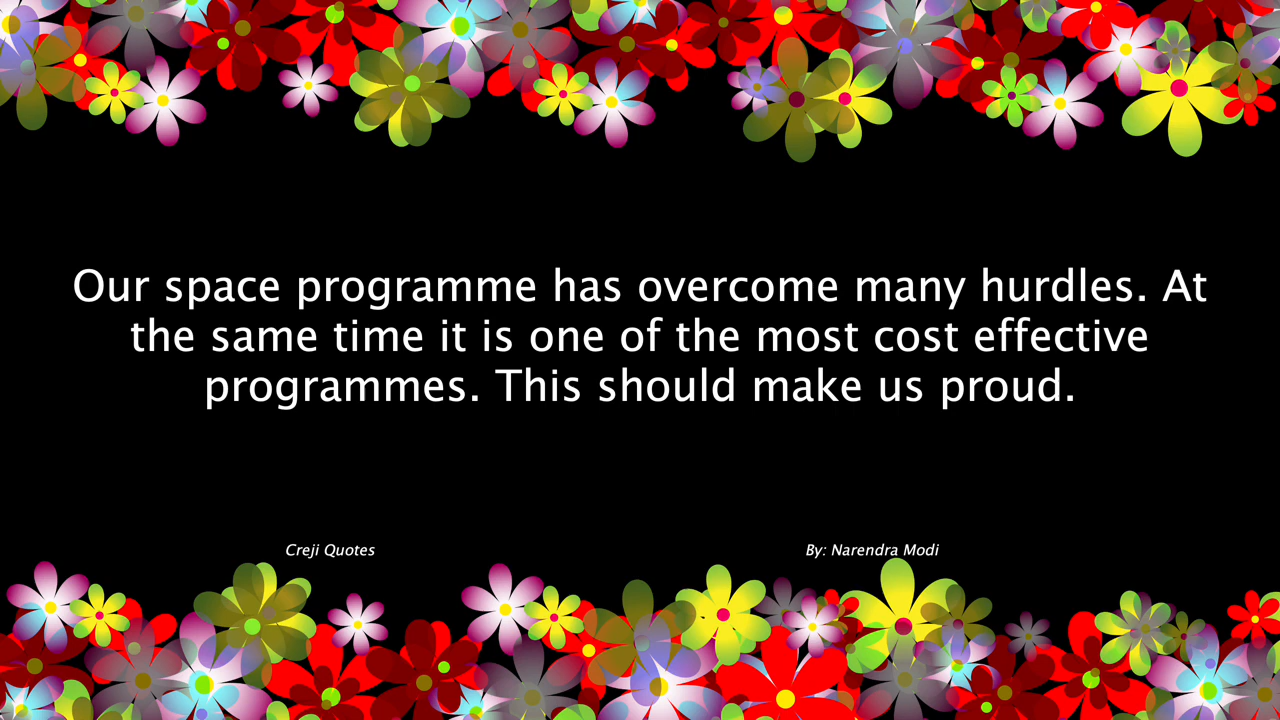 Our space programme has overcome many hurdles. At
the same time it is one of the most cost effective
programmes. This should make us proud.
Creji Quotes
By: Narendra Modi